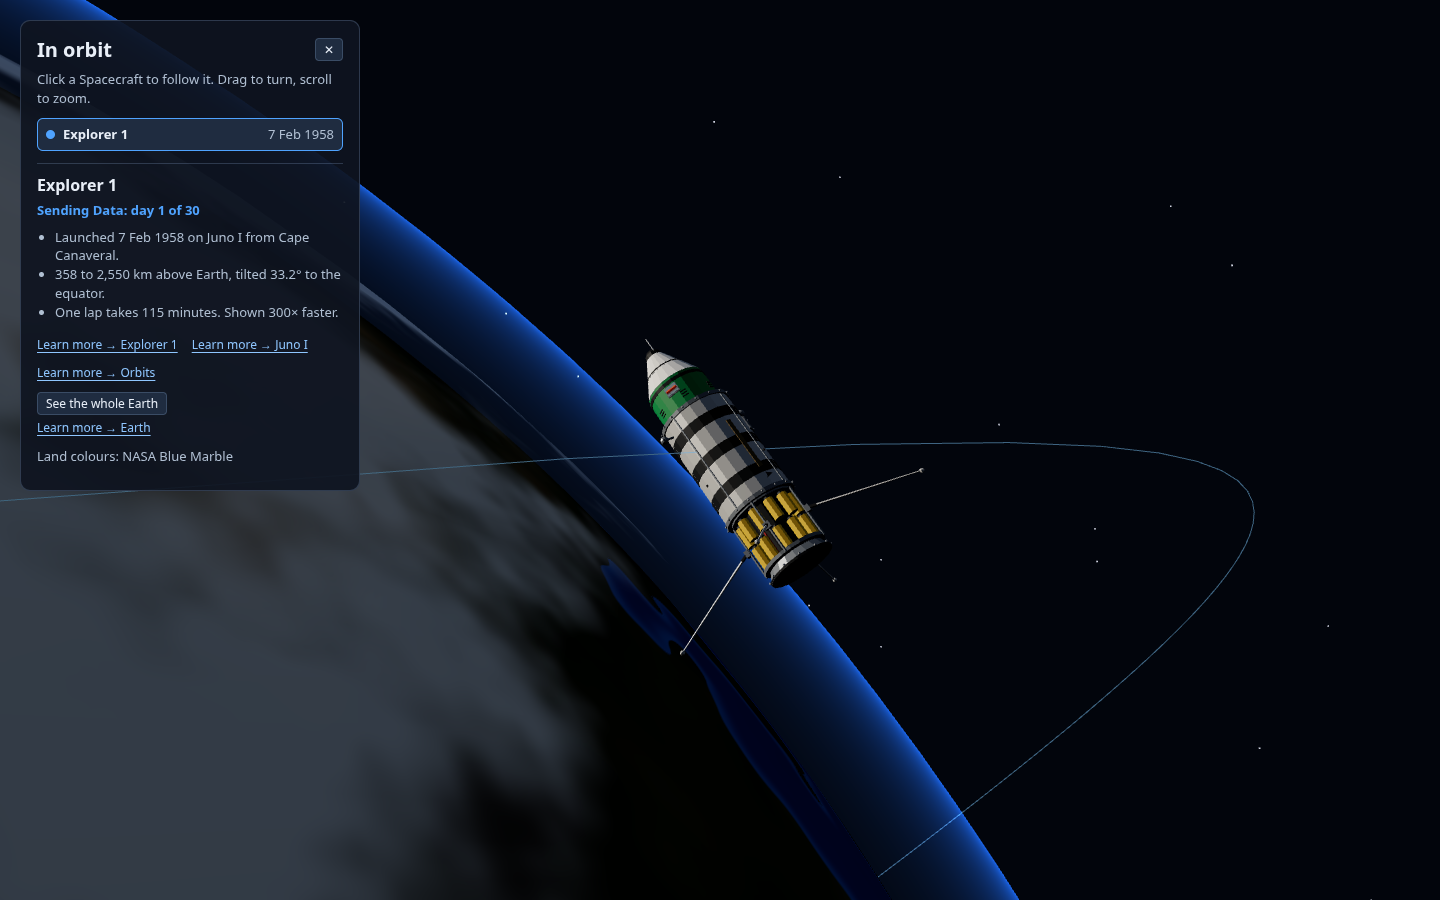 In orbit
✕
Click a Spacecraft to follow it. Drag to turn, scroll
to zoom.
Explorer 1 7 Feb 1958
Explorer 1
Sending Data: day 1 of 30
• Launched 7 Feb 1958 on Juno I from Cape
Canaveral.
• 358 to 2,550 km above Earth, tilted 33.2° to the
equator.
• One lap takes 115 minutes. Shown 300× faster.
Learn more → Explorer 1 Learn more → Juno I
Learn more → Orbits
See the whole Earth
Learn more → Earth
Land colours: NASA Blue Marble